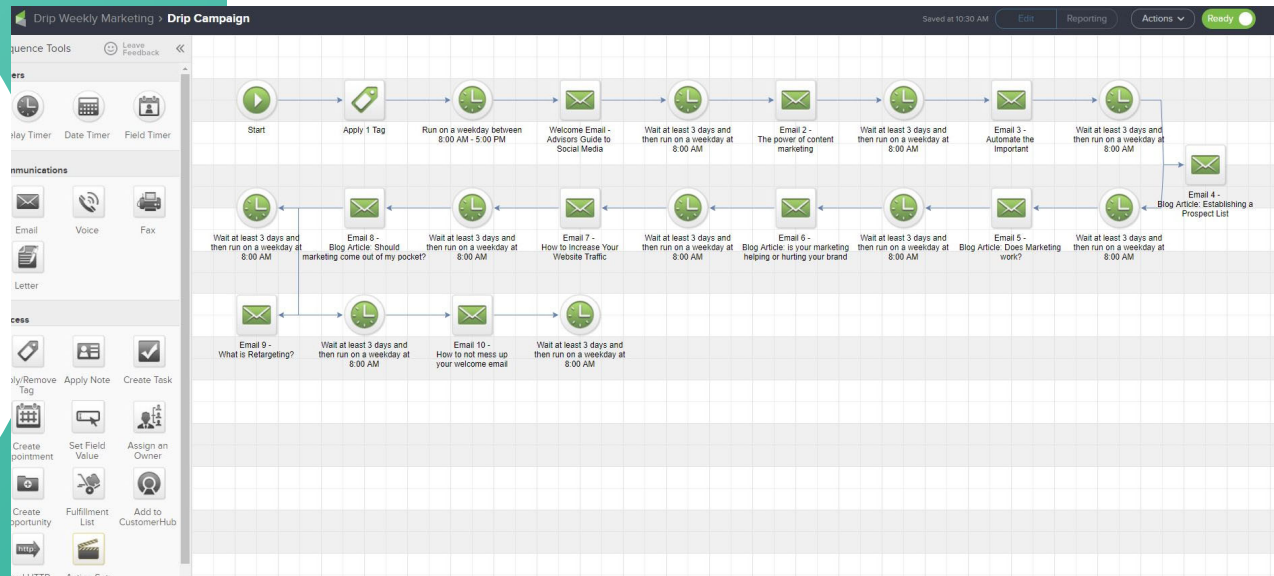 Drip Weekly Marketing › Drip Campaign
Saved at 10:30 AM
Edit
Reporting
Actions
Ready
quence Tools
Leave
Feedback
ers
elay Timer
Date Timer
Field Timer
mmunications
Email
Voice
Fax
Letter
cess
ply/Remove
Tag
Apply Note
Create Task
Create
pointment
Set Field
Value
Assign an
Owner
Create
pportunity
Fulfillment
List
Add to
CustomerHub
http
Start
Apply 1 Tag
Run on a weekday between
8:00 AM - 5:00 PM
Welcome Email -
Advisors Guide to
Social Media
Wait at least 3 days and
then run on a weekday at
8:00 AM
Email 2 -
The power of content
marketing
Wait at least 3 days and
then run on a weekday at
8:00 AM
Email 3 -
Automate the
Important
Wait at least 3 days and
then run on a weekday at
8:00 AM
Email 4 -
Blog Article: Establishing a
Prospect List
Wait at least 3 days and
then run on a weekday at
8:00 AM
Email 8 -
Blog Article: Should
marketing come out of my pocket?
Wait at least 3 days and
then run on a weekday at
8:00 AM
Email 7 -
How to Increase Your
Website Traffic
Wait at least 3 days and
then run on a weekday at
8:00 AM
Email 6 -
Blog Article: is your marketing
helping or hurting your brand
Wait at least 3 days and
then run on a weekday at
8:00 AM
Email 5 -
Blog Article: Does Marketing
work?
Wait at least 3 days and
then run on a weekday at
8:00 AM
Email 9 -
What is Retargeting?
Wait at least 3 days and
then run on a weekday at
8:00 AM
Email 10 -
How to not mess up
your welcome email
Wait at least 3 days and
then run on a weekday at
8:00 AM